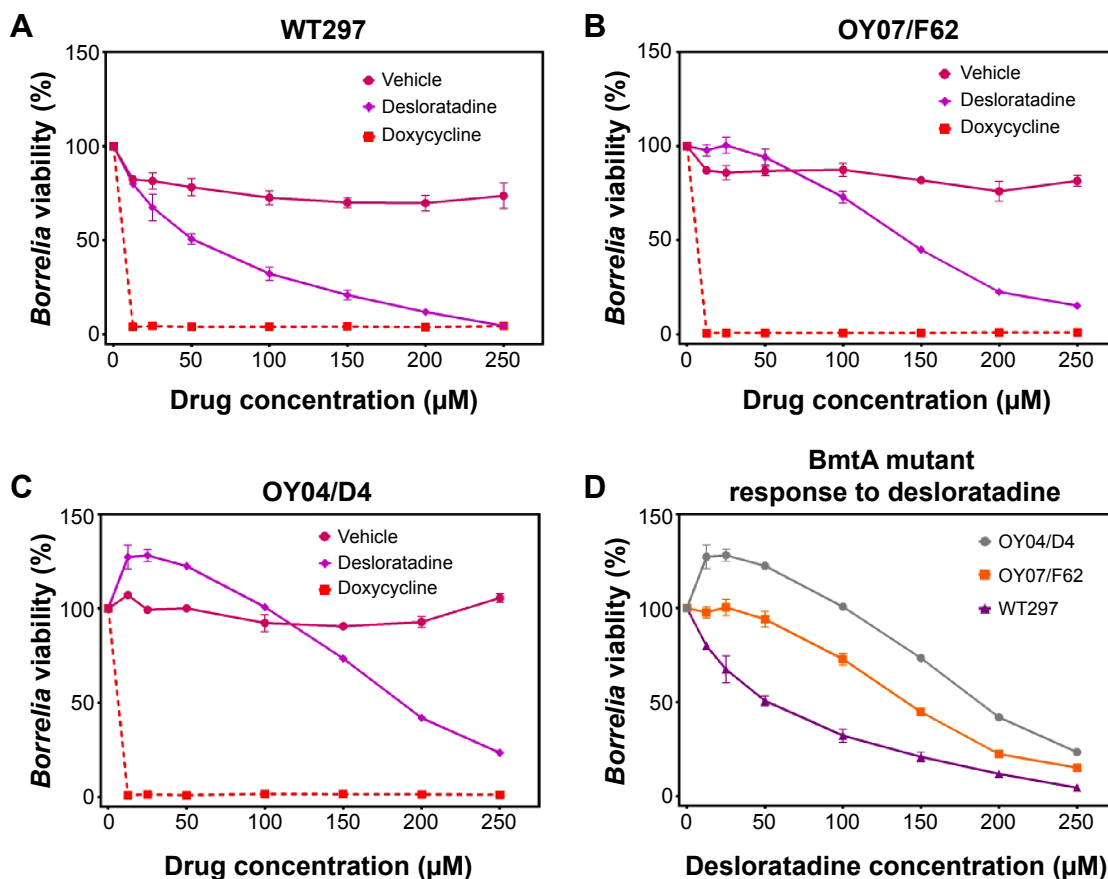 A
WT297
Borrelia viability (%)
150
100
50
0
Vehicle
Desloratadine
Doxycycline
0 50 100 150 200 250
Drug concentration (µM)
B
OY07/F62
Borrelia viability (%)
150
100
50
0
Vehicle
Desloratadine
Doxycycline
0 50 100 150 200 250
Drug concentration (µM)
C
OY04/D4
Borrelia viability (%)
150
100
50
0
Vehicle
Desloratadine
Doxycycline
0 50 100 150 200 250
Drug concentration (µM)
D
BmtA mutant
response to desloratadine
Borrelia viablity (%)
150
100
50
0
OY04/D4
OY07/F62
WT297
0 50 100 150 200 250
Desloratadine concentration (µM)